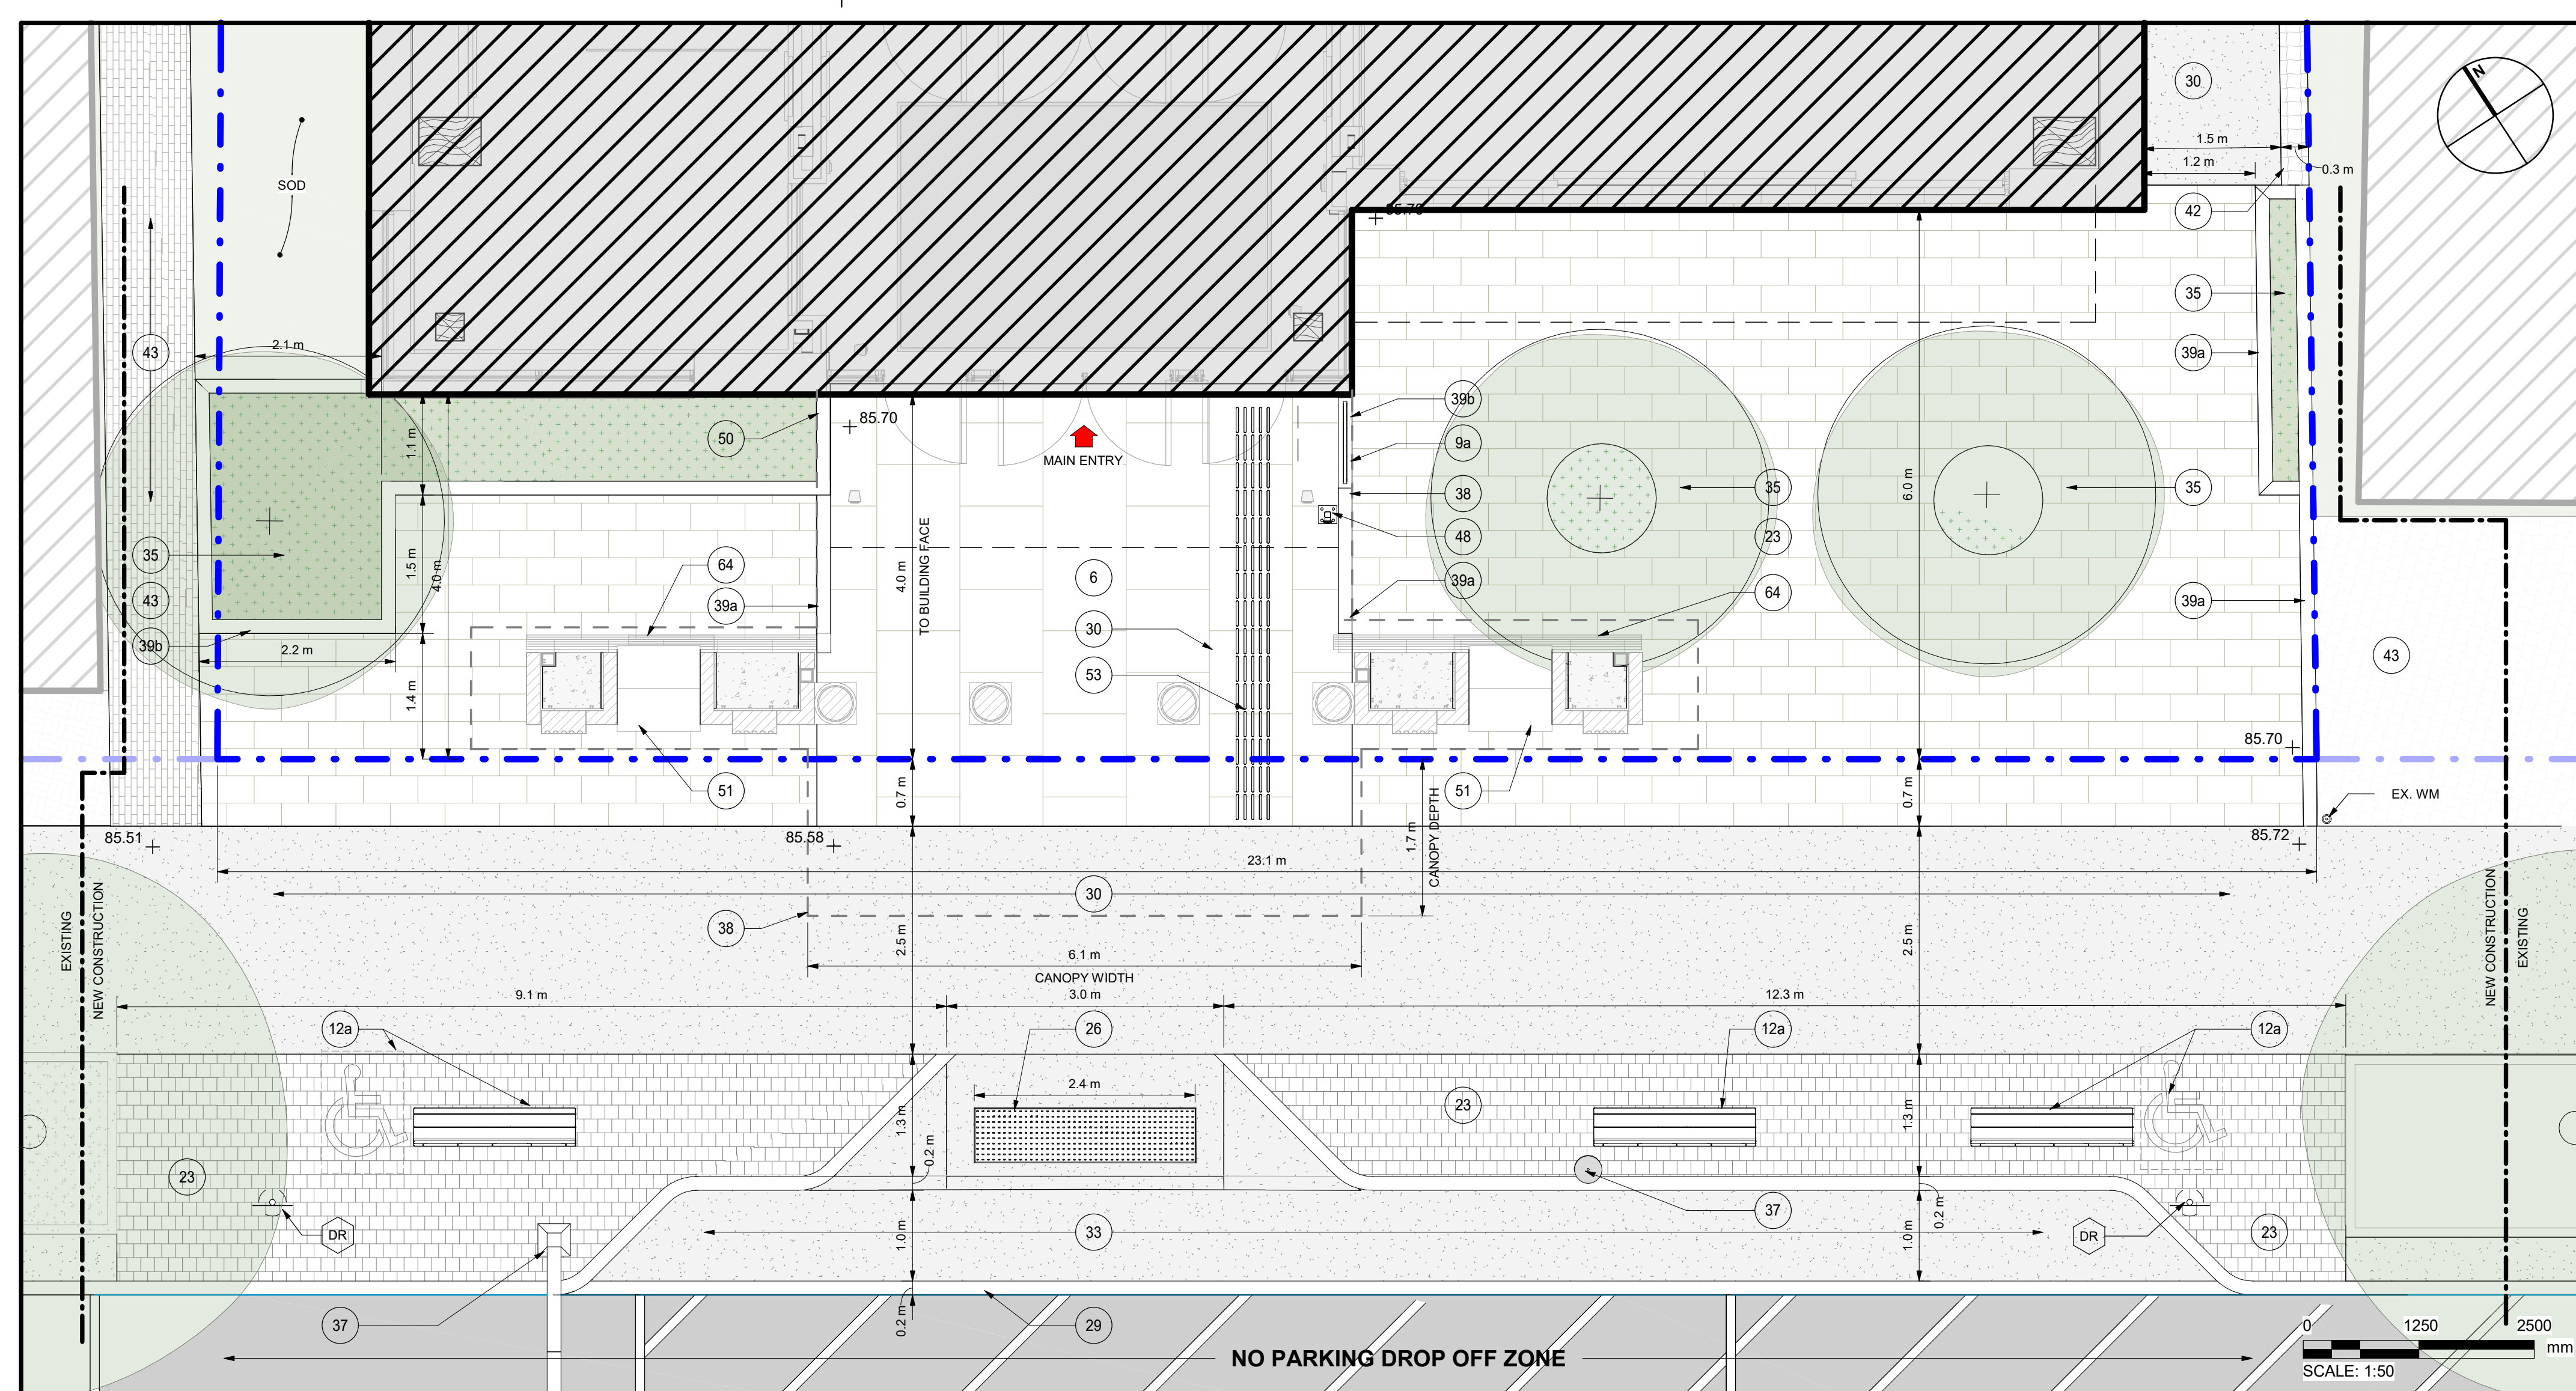 N
30
1.5 m
1.2 m
0.3 m
SOD
42
85.70
35
43
2.1 m
39a
39b
85.70
50
1.1 m
9a
MAIN ENTRY
38
35
35
48
23
35
1.5 m
4.0 m
64
4.0 m
TO BUILDING FACE
6
6.0 m
39a
64
43
39a
39a
39b
30
2.2 m
43
53
1.4 m
85.70
51
51
0.7 m
0.7 m
EX. WM
85.51
85.58
1.7 m
CANOPY DEPTH
85.72
23.1 m
30
38
EXISTING
NEW CONSTRUCTION
2.5 m
2.5 m
NEW CONSTRUCTION
EXISTING
6.1 m
CANOPY WIDTH
9.1 m
3.0 m
12.3 m
12a
26
12a
12a
2.4 m
23
1.3 m
1.3 m
0.2 m
23
37
0.2 m
DR
33
1.0 m
1.0 m
DR
23
37
0.2 m
29
NO PARKING DROP OFF ZONE
0 1250 2500
mm
SCALE: 1:50